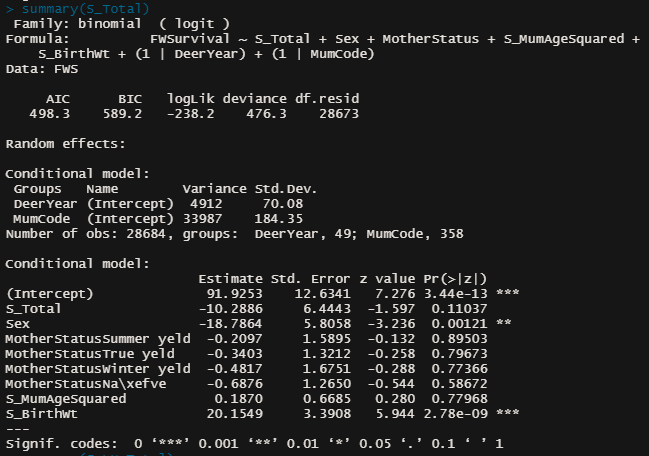 > summary(S_Total)
Family: binomial ( logit )
Formula: FWSurvival ~ S_Total + Sex + MotherStatus + S_MumAgeSquared +
S_BirthWt + (1 | DeerYear) + (1 | MumCode)
Data: FWS
AIC BIC logLik deviance df.resid
498.3 589.2 -238.2 476.3 28673
Random effects:
Conditional model:
Groups Name Variance Std.Dev.
DeerYear (Intercept) 4912 70.08
MumCode (Intercept) 33987 184.35
Number of obs: 28684, groups: DeerYear, 49; MumCode, 358
Conditional model:
Estimate Std. Error z value Pr(>|z|)
(Intercept) 91.9253 12.6341 7.276 3.44e-13 ***
S_Total -10.2886 6.4443 -1.597 0.11037
Sex -18.7864 5.8058 -3.236 0.00121 **
MotherStatusSummer yeld -0.2097 1.5895 -0.132 0.89503
MotherStatusTrue yeld -0.3403 1.3212 -0.258 0.79673
MotherStatusWinter yeld -0.4817 1.6751 -0.288 0.77366
MotherStatusNa\xefve -0.6876 1.2650 -0.544 0.58672
S_MumAgeSquared 0.1870 0.6685 0.280 0.77968
S_BirthWt 20.1549 3.3908 5.944 2.78e-09 ***
---
Signif. codes: 0 ‘***’ 0.001 ‘**’ 0.01 ‘*’ 0.05 ‘.’ 0.1 ‘ ’ 1